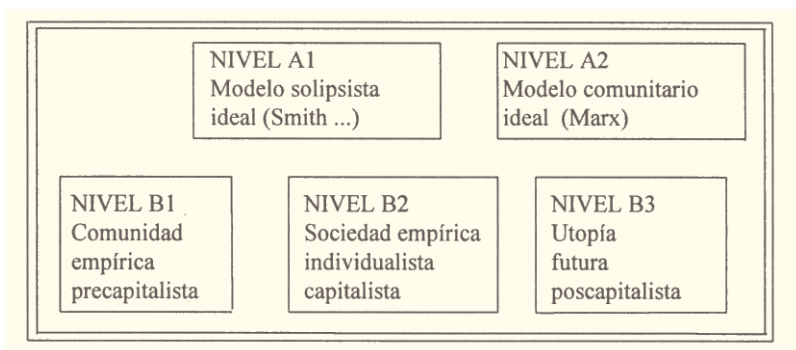 NIVEL A1
Modelo solipsista
ideal (Smith ...)
NIVEL A2
Modelo comunitario
ideal (Marx)
NIVEL B1
Comunidad
empírica
precapitalista
NIVEL B2
Sociedad empírica
individualista
capitalista
NIVEL B3
Utopía
futura
poscapitalista